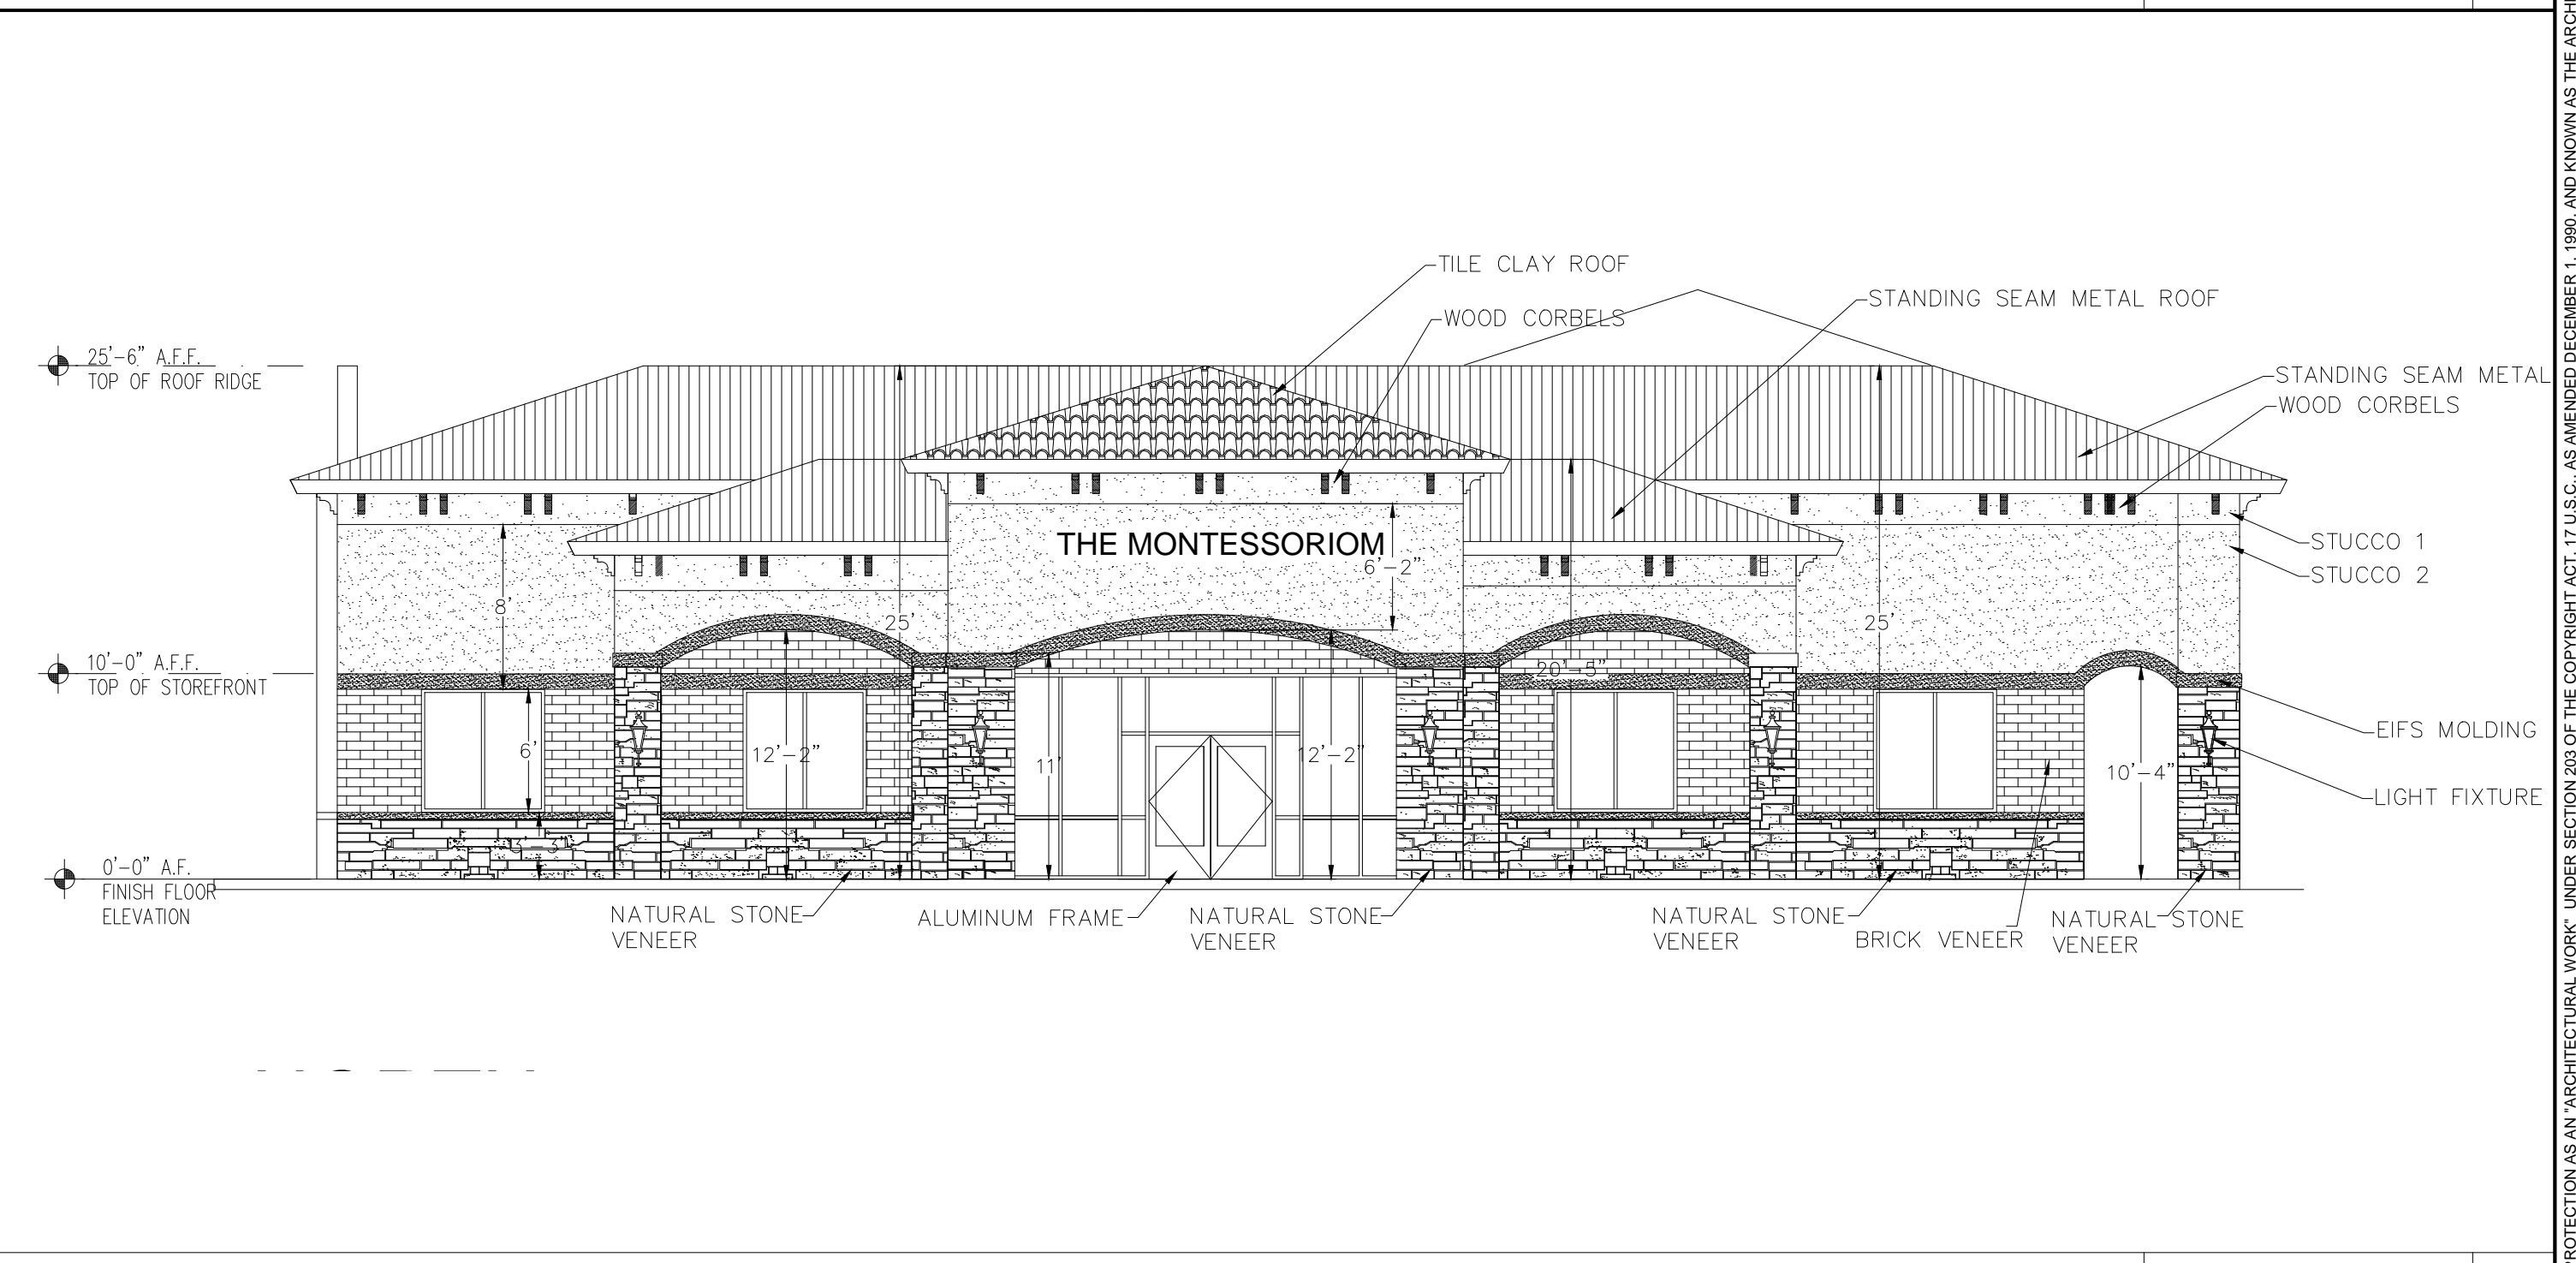 TILE CLAY ROOF
STANDING SEAM METAL ROOF
WOOD CORBELS
25'-6" A.F.F.
TOP OF ROOF RIDGE
STANDING SEAM METAL
WOOD CORBELS
THE MONTESSORIOM
6'-2"
STUCCO 1
STUCCO 2
8'
25'
25'
10'-0" A.F.F.
TOP OF STOREFRONT
20'-5"
EIFS MOLDING
6'
12'-2"
11'
12'-2"
10'-4"
LIGHT FIXTURE
3'-3"
0'-0" A.F.
FINISH FLOOR
ELEVATION
NATURAL STONE
VENEER
ALUMINUM FRAME
NATURAL STONE
VENEER
NATURAL STONE
VENEER
BRICK VENEER
NATURAL STONE
VENEER
PROTECTION AS AN "ARCHITECTURAL WORK" UNDER SECTION 203 OF THE COPYRIGHT ACT, 17 U.S.C., AS AMENDED DECEMBER 1, 1990, AND KNOWN AS THE ARCHI